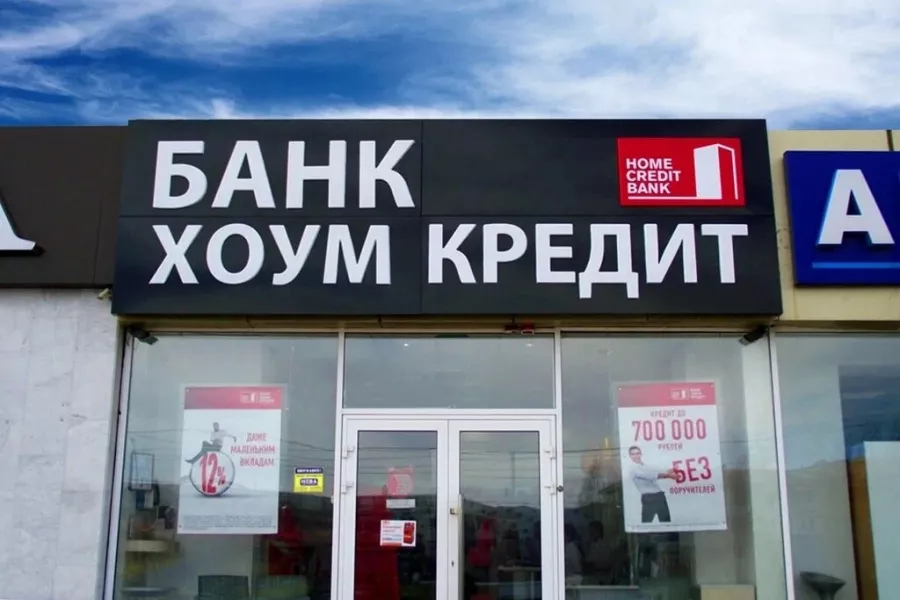 БАНК
ХОУМ КРЕДИТ
HOME
CREDIT
BANK
А
ДАЖЕ
МАЛЕНЬКИМ
ВКЛАДАМ
12%
КРЕДИТ ДО
700 000
РУБЛЕЙ
БЕЗ
ПОРУЧИТЕЛЕЙ